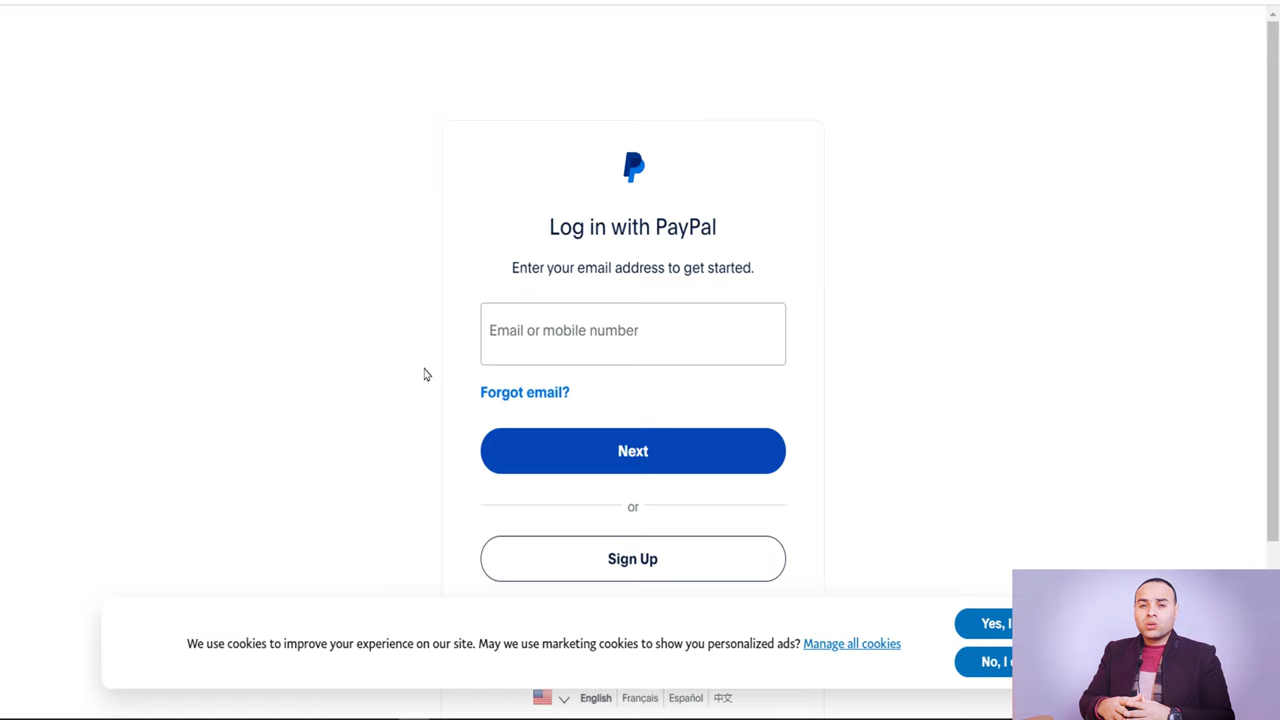 Log in with PayPal
Enter your email address to get started.
Email or mobile number
Forgot email?
Next
or
Sign Up
We use cookies to improve your experience on our site. May we use marketing cookies to show you personalized ads? Manage all cookies
Yes, I
No, I
English Français Español 中文